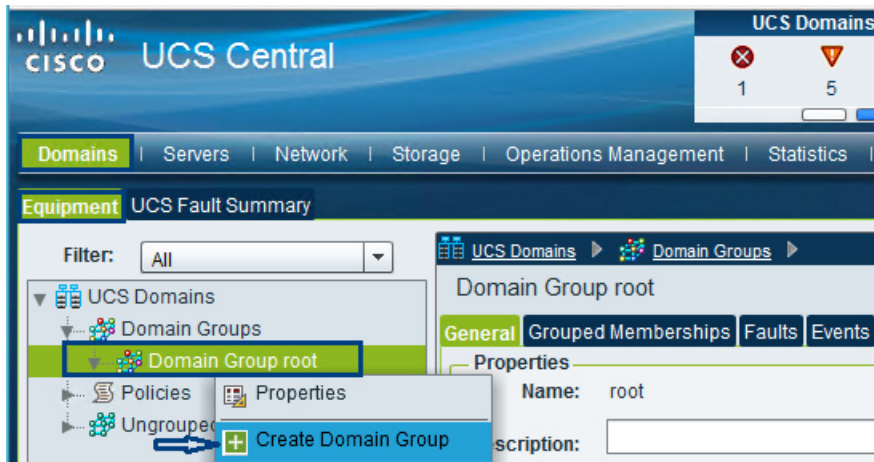 UCS Domains
CISCO UCS Central
1 5
Domains | Servers | Network | Storage | Operations Management | Statistics |
Equipment UCS Fault Summary
Filter: All
UCS Domains Domain Groups
UCS Domains
Domain Group root
Domain Groups
General Grouped Memberships Faults Events
Domain Group root
Properties
Policies
Properties
Name: root
Ungrouped
Create Domain Group
scription: